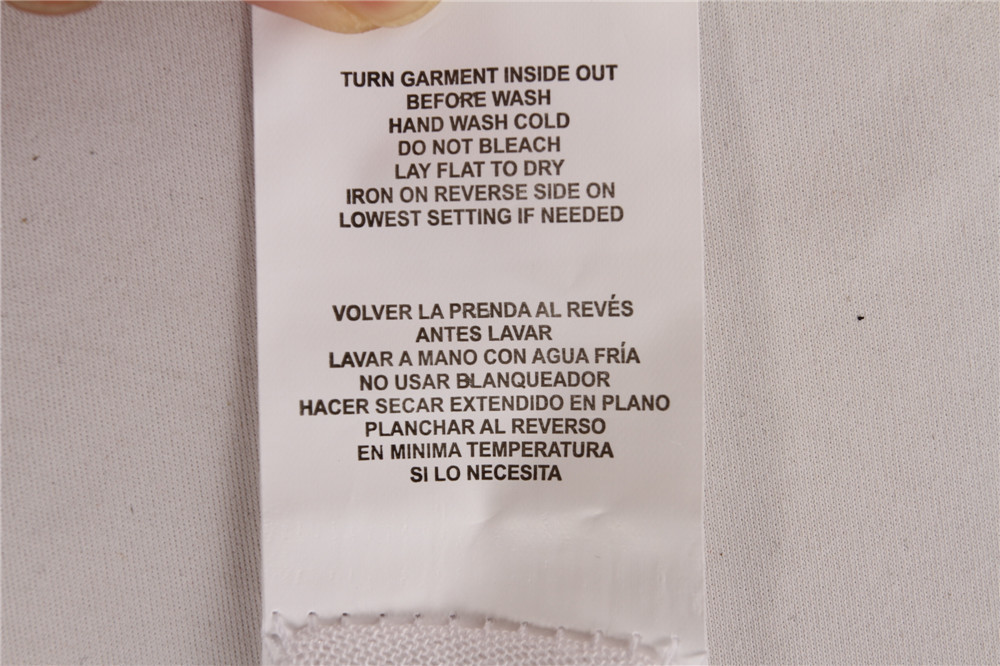 TURN GARMENT INSIDE OUT
BEFORE WASH
HAND WASH COLD
DO NOT BLEACH
LAY FLAT TO DRY
IRON ON REVERSE SIDE ON
LOWEST SETTING IF NEEDED
VOLVER LA PRENDA AL REVÉS
ANTES LAVAR
LAVAR A MANO CON AGUA FRÍA
NO USAR BLANQUEADOR
HACER SECAR EXTENDIDO EN PLANO
PLANCHAR AL REVERSO
EN MINIMA TEMPERATURA
SI LO NECESITA